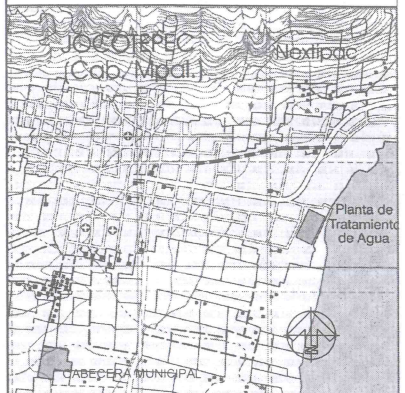 JOCOTEPEC
(Cab. Mpal.)
Nextipac
Planta de
Tratamiento
de Agua
N
CABECERA MUNICIPAL